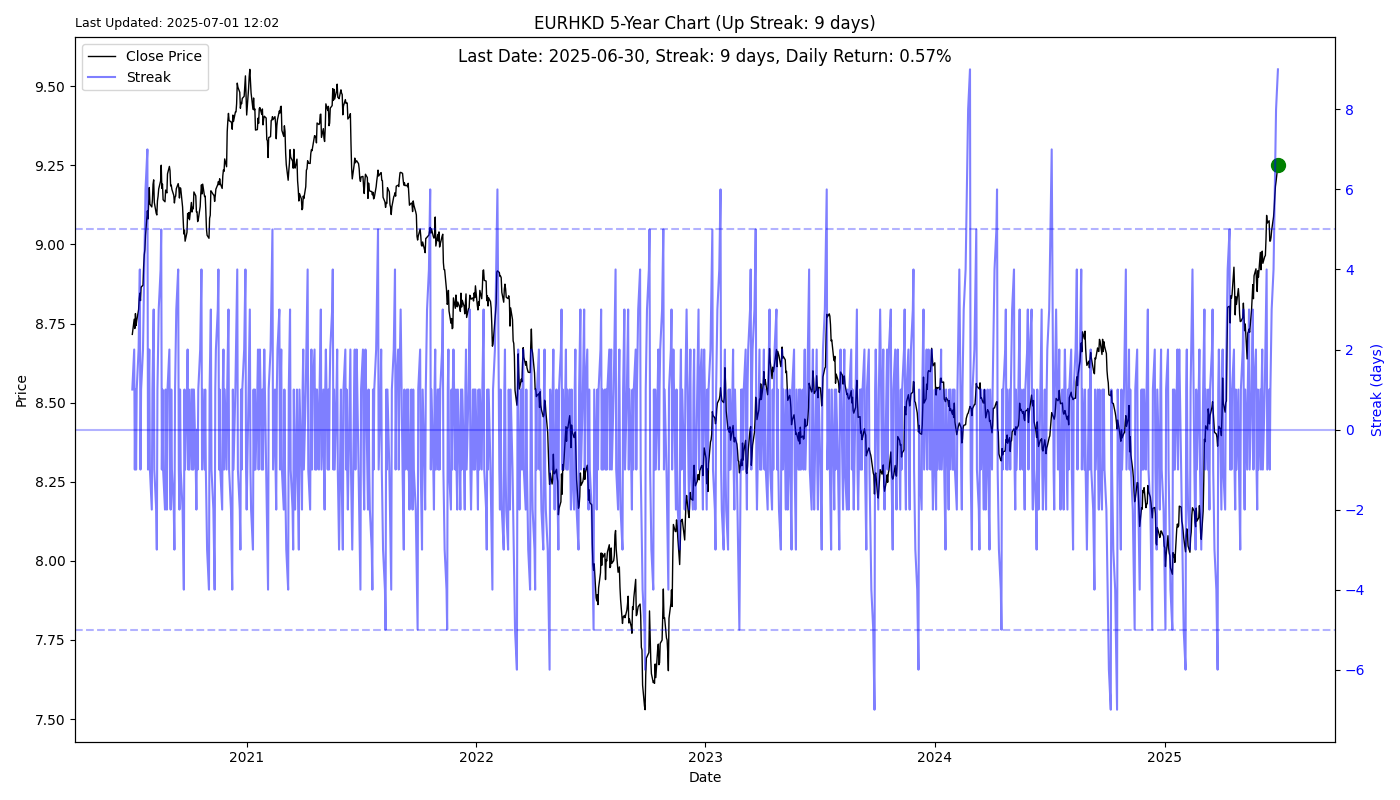 Last Updated: 2025-07-01 12:02
EURHKD 5-Year Chart (Up Streak: 9 days)
Last Date: 2025-06-30, Streak: 9 days, Daily Return: 0.57%
Close Price
Streak
9.50
9.25
9.00
8.75
8.50
8.25
8.00
7.75
7.50
Price
8
6
4
2
0
−2
−4
−6
Streak (days)
2021
2022
2023
2024
2025
Date